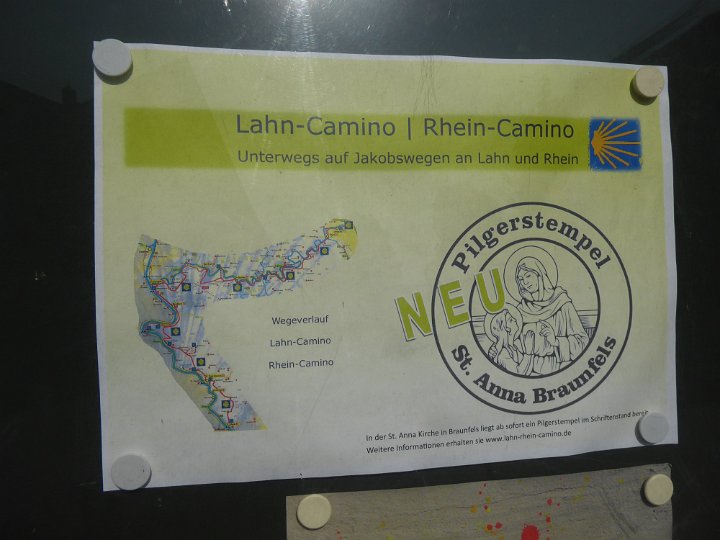 Lahn-Camino | Rhein-Camino
Unterwegs auf Jakobswegen an Lahn und Rhein
Wegeverlauf
Lahn-Camino
Rhein-Camino
NEU
Pilgerstempel
St. Anna Braunfels
In der St. Anna Kirche in Braunfels liegt ab sofort ein Pilgerstempel im Schriftenstand bereit
Weitere Informationen erhalten sie www.lahn-rhein-camino.de